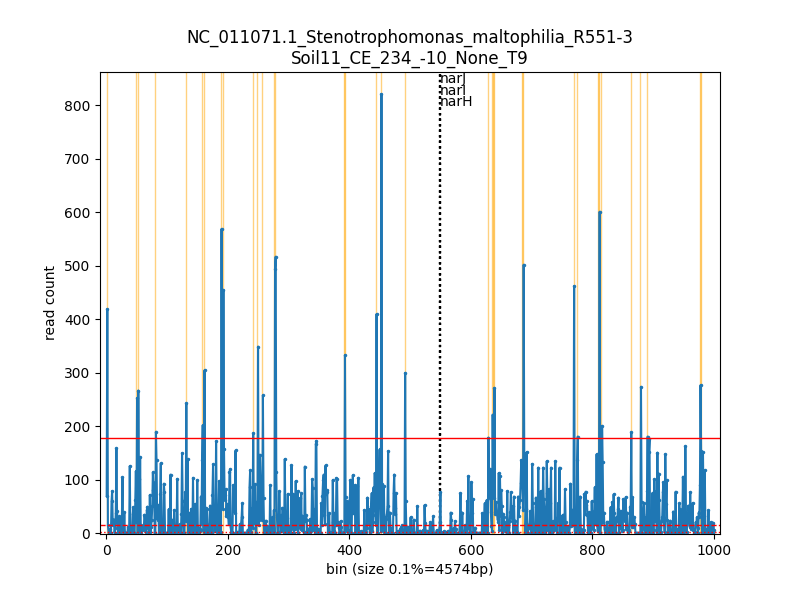 NC_011071.1_Stenotrophomonas_maltophilia_R551-3
Soil11_CE_234_-10_None_T9
narJ
narI
narH
800
700
600
500
400
300
200
100
0
read count
0 200 400 600 800 1000
bin (size 0.1%=4574bp)